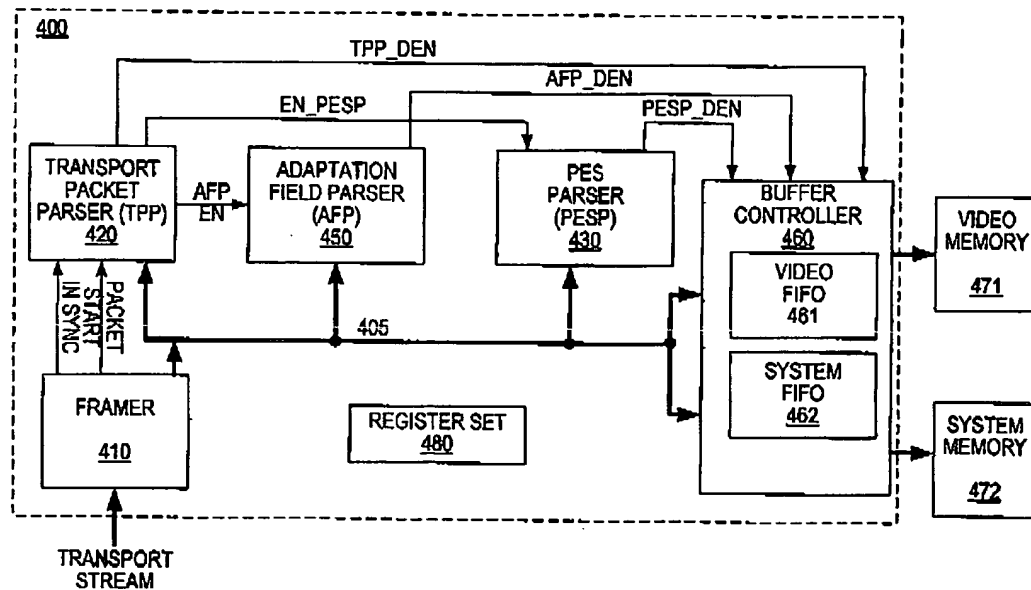 400
TPP_DEN
AFP_DEN
EN_PESP
PESP_DEN
TRANSPORT
PACKET
PARSER (TPP)
420
AFP
EN
ADAPTATION
FIELD PARSER
(AFP)
450
PES
PARSER
(PESP)
430
BUFFER
CONTROLLER
460
VIDEO
FIFO
461
SYSTEM
FIFO
462
VIDEO
MEMORY
471
SYSTEM
MEMORY
472
PACKET
START
IN SYNC
405
FRAMER
410
REGISTER SET
480
TRANSPORT
STREAM